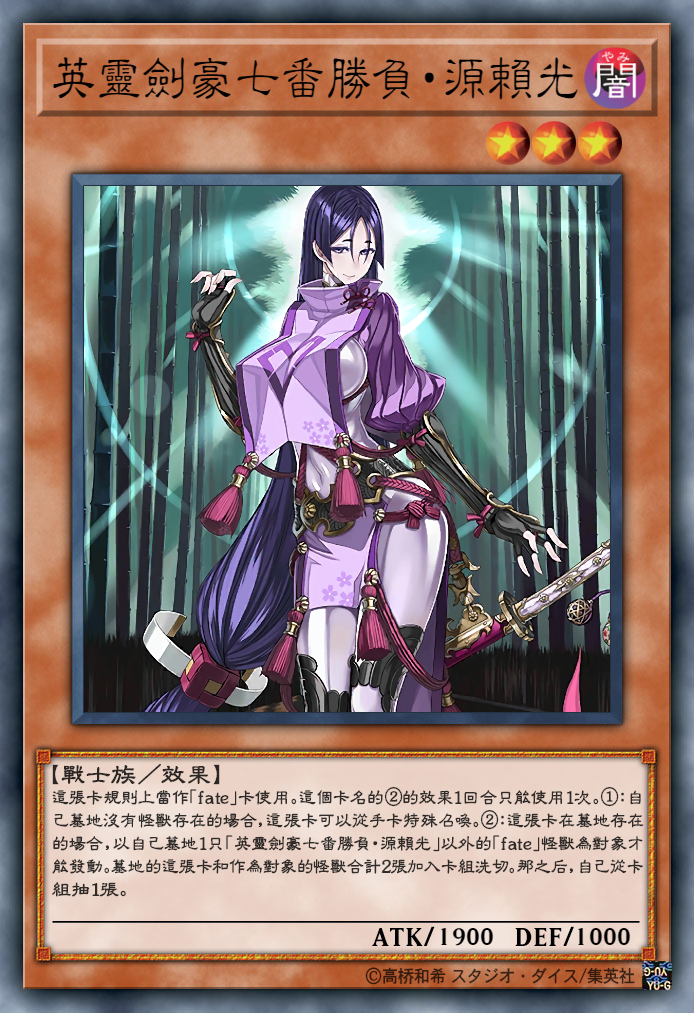 英靈劍豪七番勝負・源賴光
やみ
闇
【戰士族／效果】
這張卡規則上當作「fate」卡使用。這個卡名的②的效果1回合只能使用1次。①：自
己墓地沒有怪獸存在的場合，這張卡可以從手卡特殊召喚。②：這張卡在墓地存在
的場合，以自己墓地1只「英靈劍豪七番勝負・源賴光」以外的「fate」怪獸為對象才
能發動。墓地的這張卡和作為對象的怪獸合計2張加入卡組洗切。那之后，自己從卡
組抽1張。
ATK/1900 DEF/1000
©高桥和希 スタジオ・ダイス/集英社
YU-G
YU-G